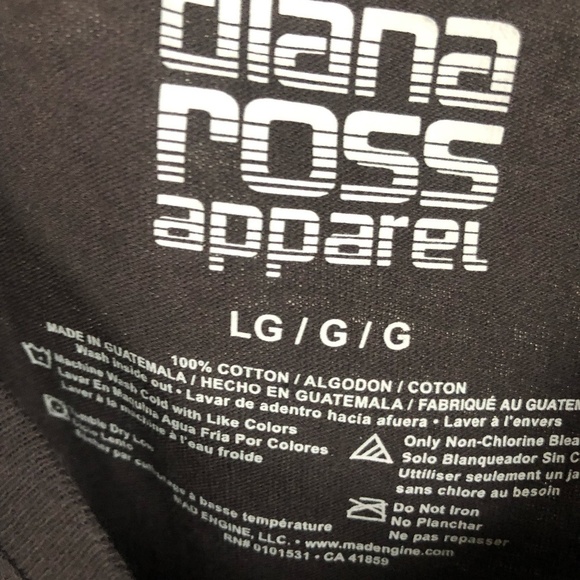 diana
ross
apparel
LG / G / G
100% COTTON / ALGODON / COTON
MADE IN GUATEMALA / HECHO EN GUATEMALA / FABRIQUÉ AU GUATEM
Wash inside out • Lavar de adentro hacia afuera • Laver à l'envers
Machine Wash Cold with Like Colors
Lavar En Maquina Agua Fria Por Colores
Laver à la machine à l'eau froide
Only Non-Chlorine Blea
Solo Blanqueador Sin C
Uttiliser seulement un ja
sans chlore au besoin
Tumble Dry Low
Lento
à basse température
Do Not Iron
No Planchar
Ne pas repasser
MAD ENGINE, LLC. • www.madengine.com
RN# 0101531 • CA 41859